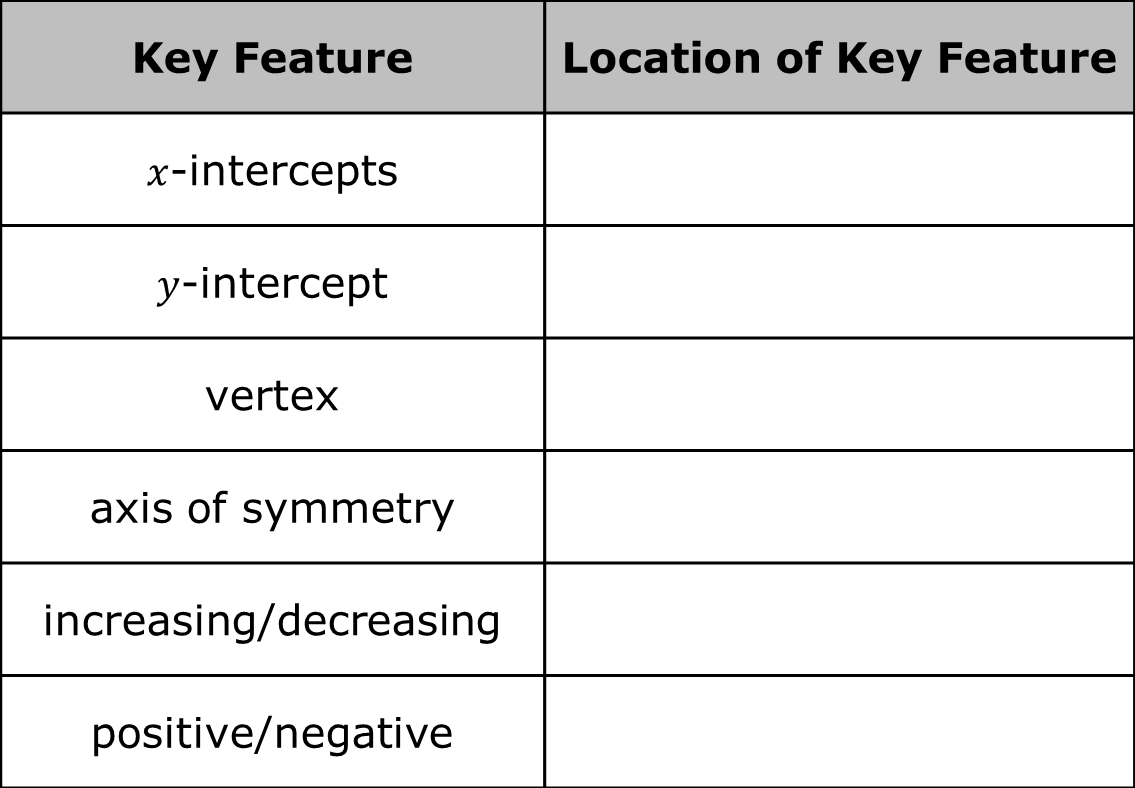 Key Feature Location of Key Feature
x-intercepts
y-intercept
vertex
axis of symmetry
increasing/decreasing
positive/negative